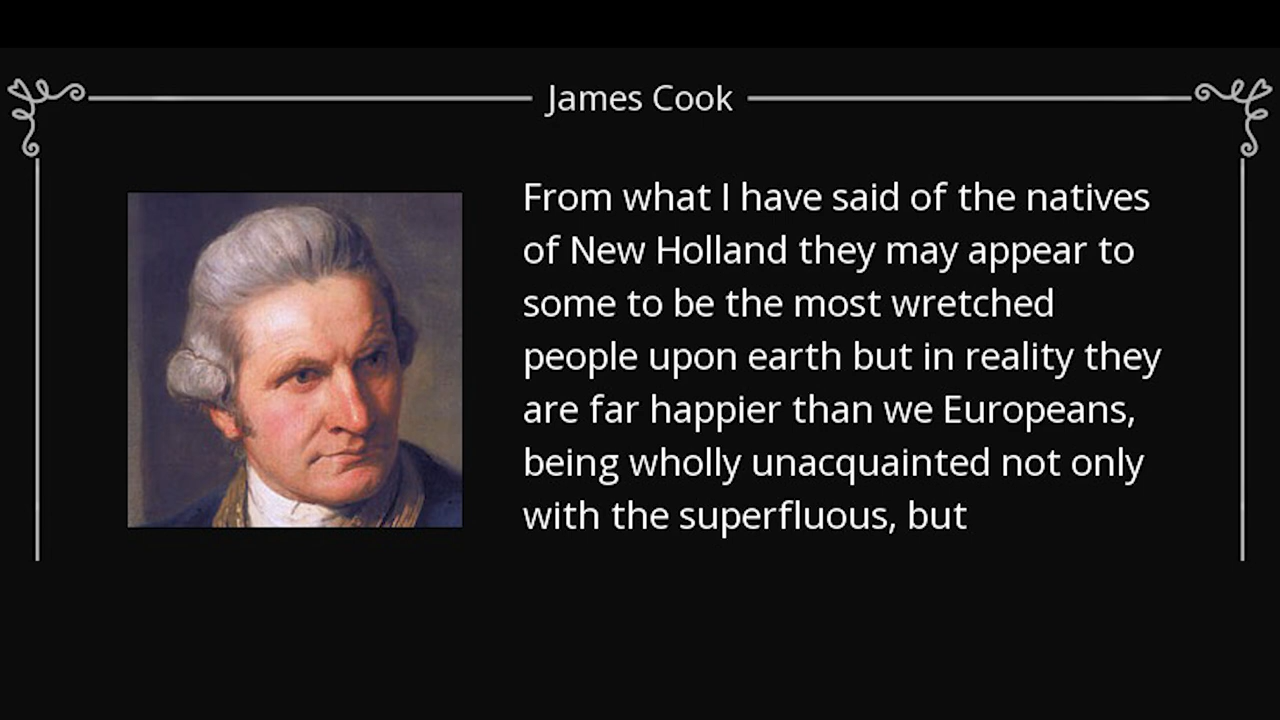 James Cook
From what I have said of the natives
of New Holland they may appear to
some to be the most wretched
people upon earth but in reality they
are far happier than we Europeans,
being wholly unacquainted not only
with the superfluous, but